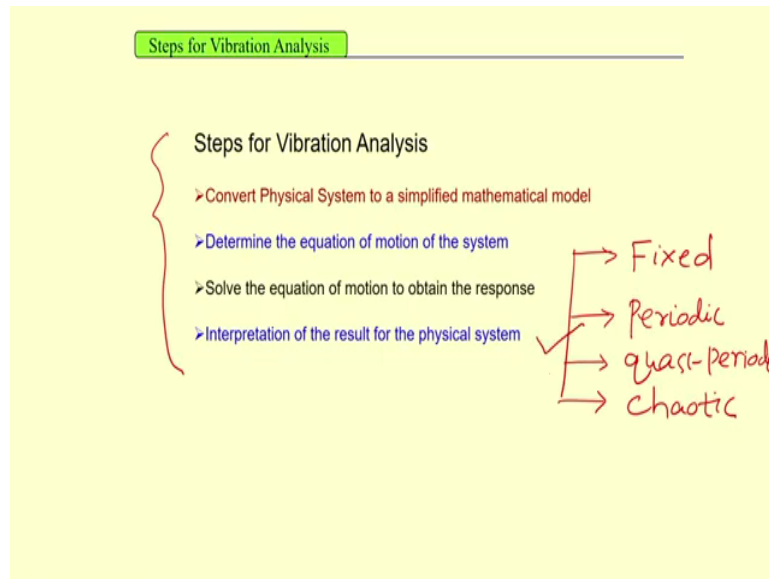 Steps for Vibration Analysis
Steps for Vibration Analysis
➢Convert Physical System to a simplified mathematical model
➢Determine the equation of motion of the system
➢Solve the equation of motion to obtain the response
➢Interpretation of the result for the physical system
Fixed
Periodic
quasi-period
chaotic